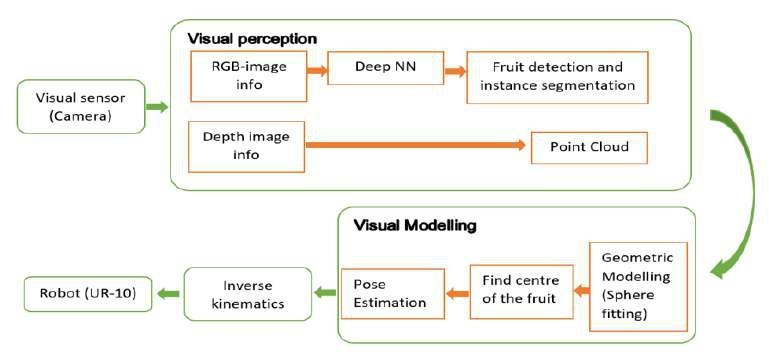 Visual perception
RGB-image
info
Deep NN
Fruit detection and
instance segmentation
Visual sensor
(Camera)
Depth image
info
Point Cloud
Visual Modelling
Geometric
Modelling
(Sphere
fitting)
Find centre
of the fruit
Pose
Estimation
Inverse
kinematics
Robot (UR-10)